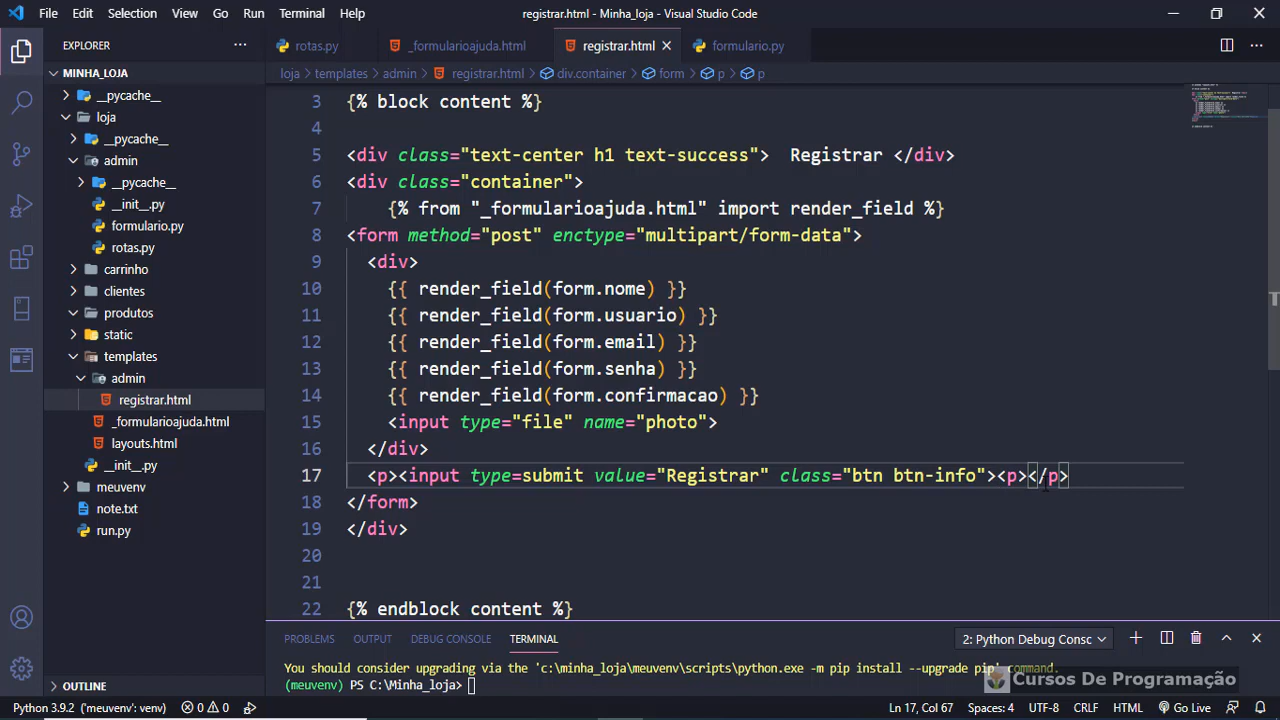 File Edit Selection View Go Run Terminal Help registrar.html - Minha_loja - Visual Studio Code
EXPLORER ··· rotas.py _formularioajuda.html registrar.html formulario.py ···
MINHA_LOJA loja > templates > admin > registrar.html > div.container > form > p > p
__pycache__
loja
__pycache__
admin
__pycache__
__init__.py
formulario.py
rotas.py
carrinho
clientes
produtos
static
templates
admin
registrar.html
_formularioajuda.html
layouts.html
__init__.py
meuvenv
note.txt
run.py
OUTLINE
3 {% block content %}
4
5 <div class="text-center h1 text-success">  Registrar </div>
6 <div class="container">
7 {% from "_formularioajuda.html" import render_field %}
8 <form method="post" enctype="multipart/form-data">
9 <div>
10 {{ render_field(form.nome) }}
11 {{ render_field(form.usuario) }}
12 {{ render_field(form.email) }}
13 {{ render_field(form.senha) }}
14 {{ render_field(form.confirmacao) }}
15 <input type="file" name="photo">
16 </div>
17 <p><input type=submit value="Registrar" class="btn btn-info"><p></p>
18 </form>
19 </div>
20
21
22 {% endblock content %}
PROBLEMS OUTPUT DEBUG CONSOLE TERMINAL 2: Python Debug Consc
You should consider upgrading via the 'c:\minha_loja\meuvenv\scripts\python.exe -m pip install --upgrade pip' command.
(meuvenv) PS C:\Minha_loja>
Cursos De Programação
Python 3.9.2 ('meuvenv': venv) 0 0 Ln 17, Col 67 Spaces: 4 UTF-8 CRLF HTML Go Live